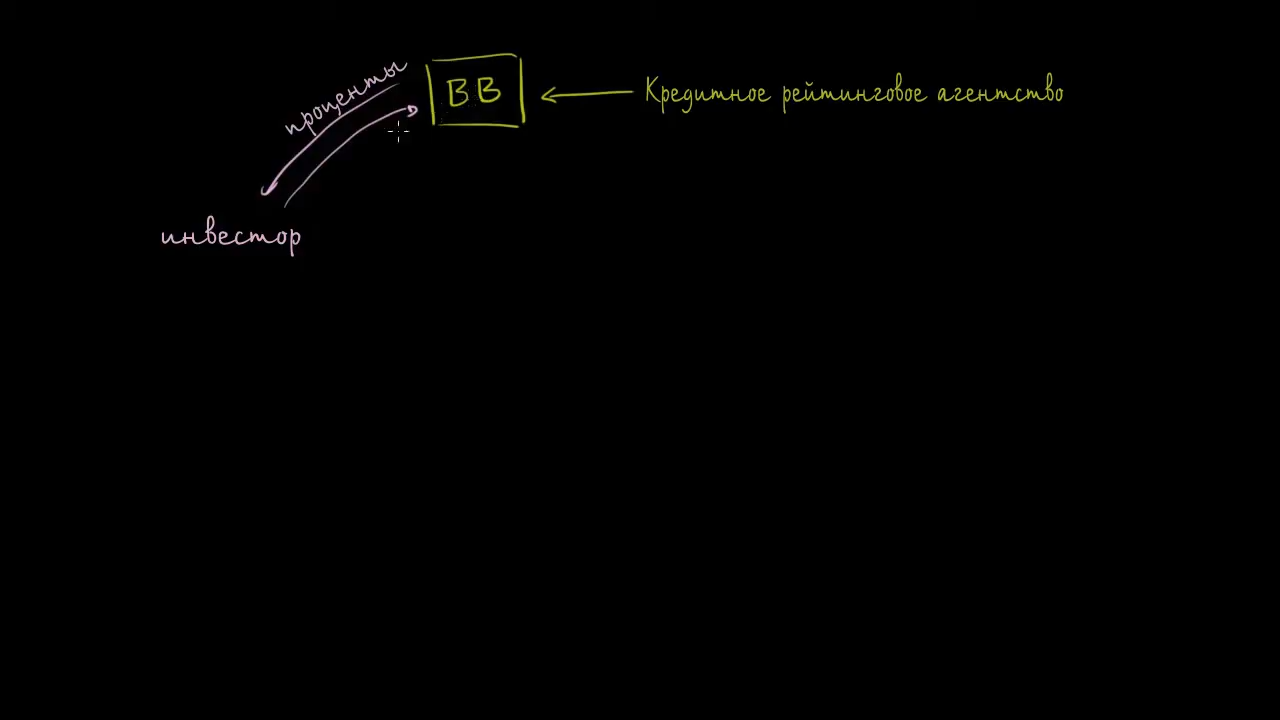 проценты
BB
Кредитное рейтинговое агентство
инвестор